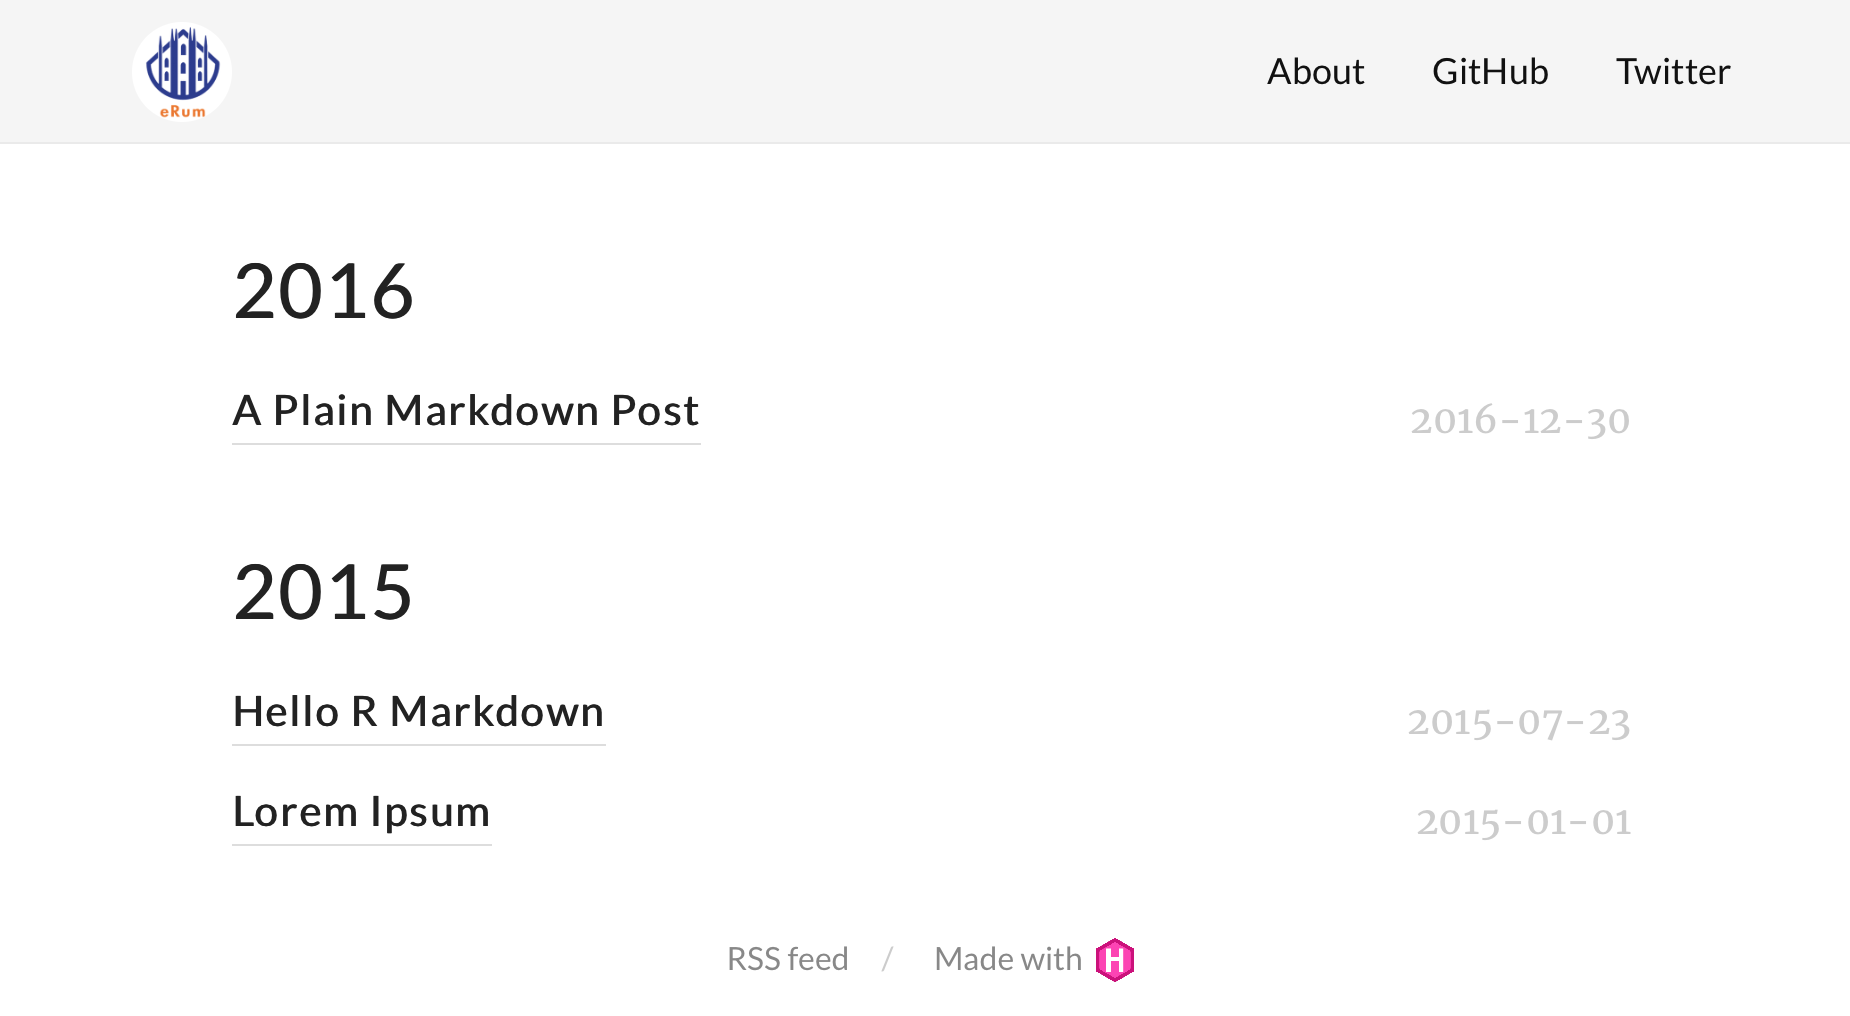 eRum
About GitHub Twitter
2016
A Plain Markdown Post 2016-12-30
2015
Hello R Markdown 2015-07-23
Lorem Ipsum 2015-01-01
RSS feed / Made with H